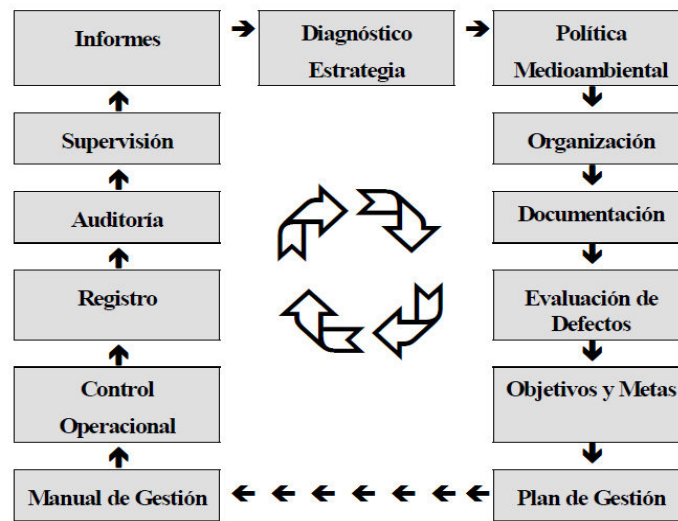 Informes
Diagnóstico
Estrategia
Política
Medioambiental
Supervisión
Organización
Auditoría
Documentación
Registro
Evaluación de
Defectos
Control
Operacional
Objetivos y Metas
Manual de Gestión
Plan de Gestión